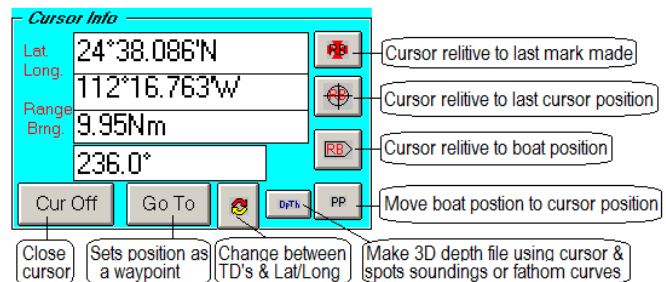 Cursor Info
Lat. 24°38.086'N
Long. 112°16.763'W
Range 9.95Nm
Brng. 236.0°
Cursor relitive to last mark made
RB Cursor relitive to last cursor position
RB Cursor relitive to boat position
Cur Off Go To DpTh PP Move boat postion to cursor position
Close
cursor
Sets position as
a waypoint
Change between
TD's & Lat/Long
Make 3D depth file using cursor &
spots soundings or fathom curves